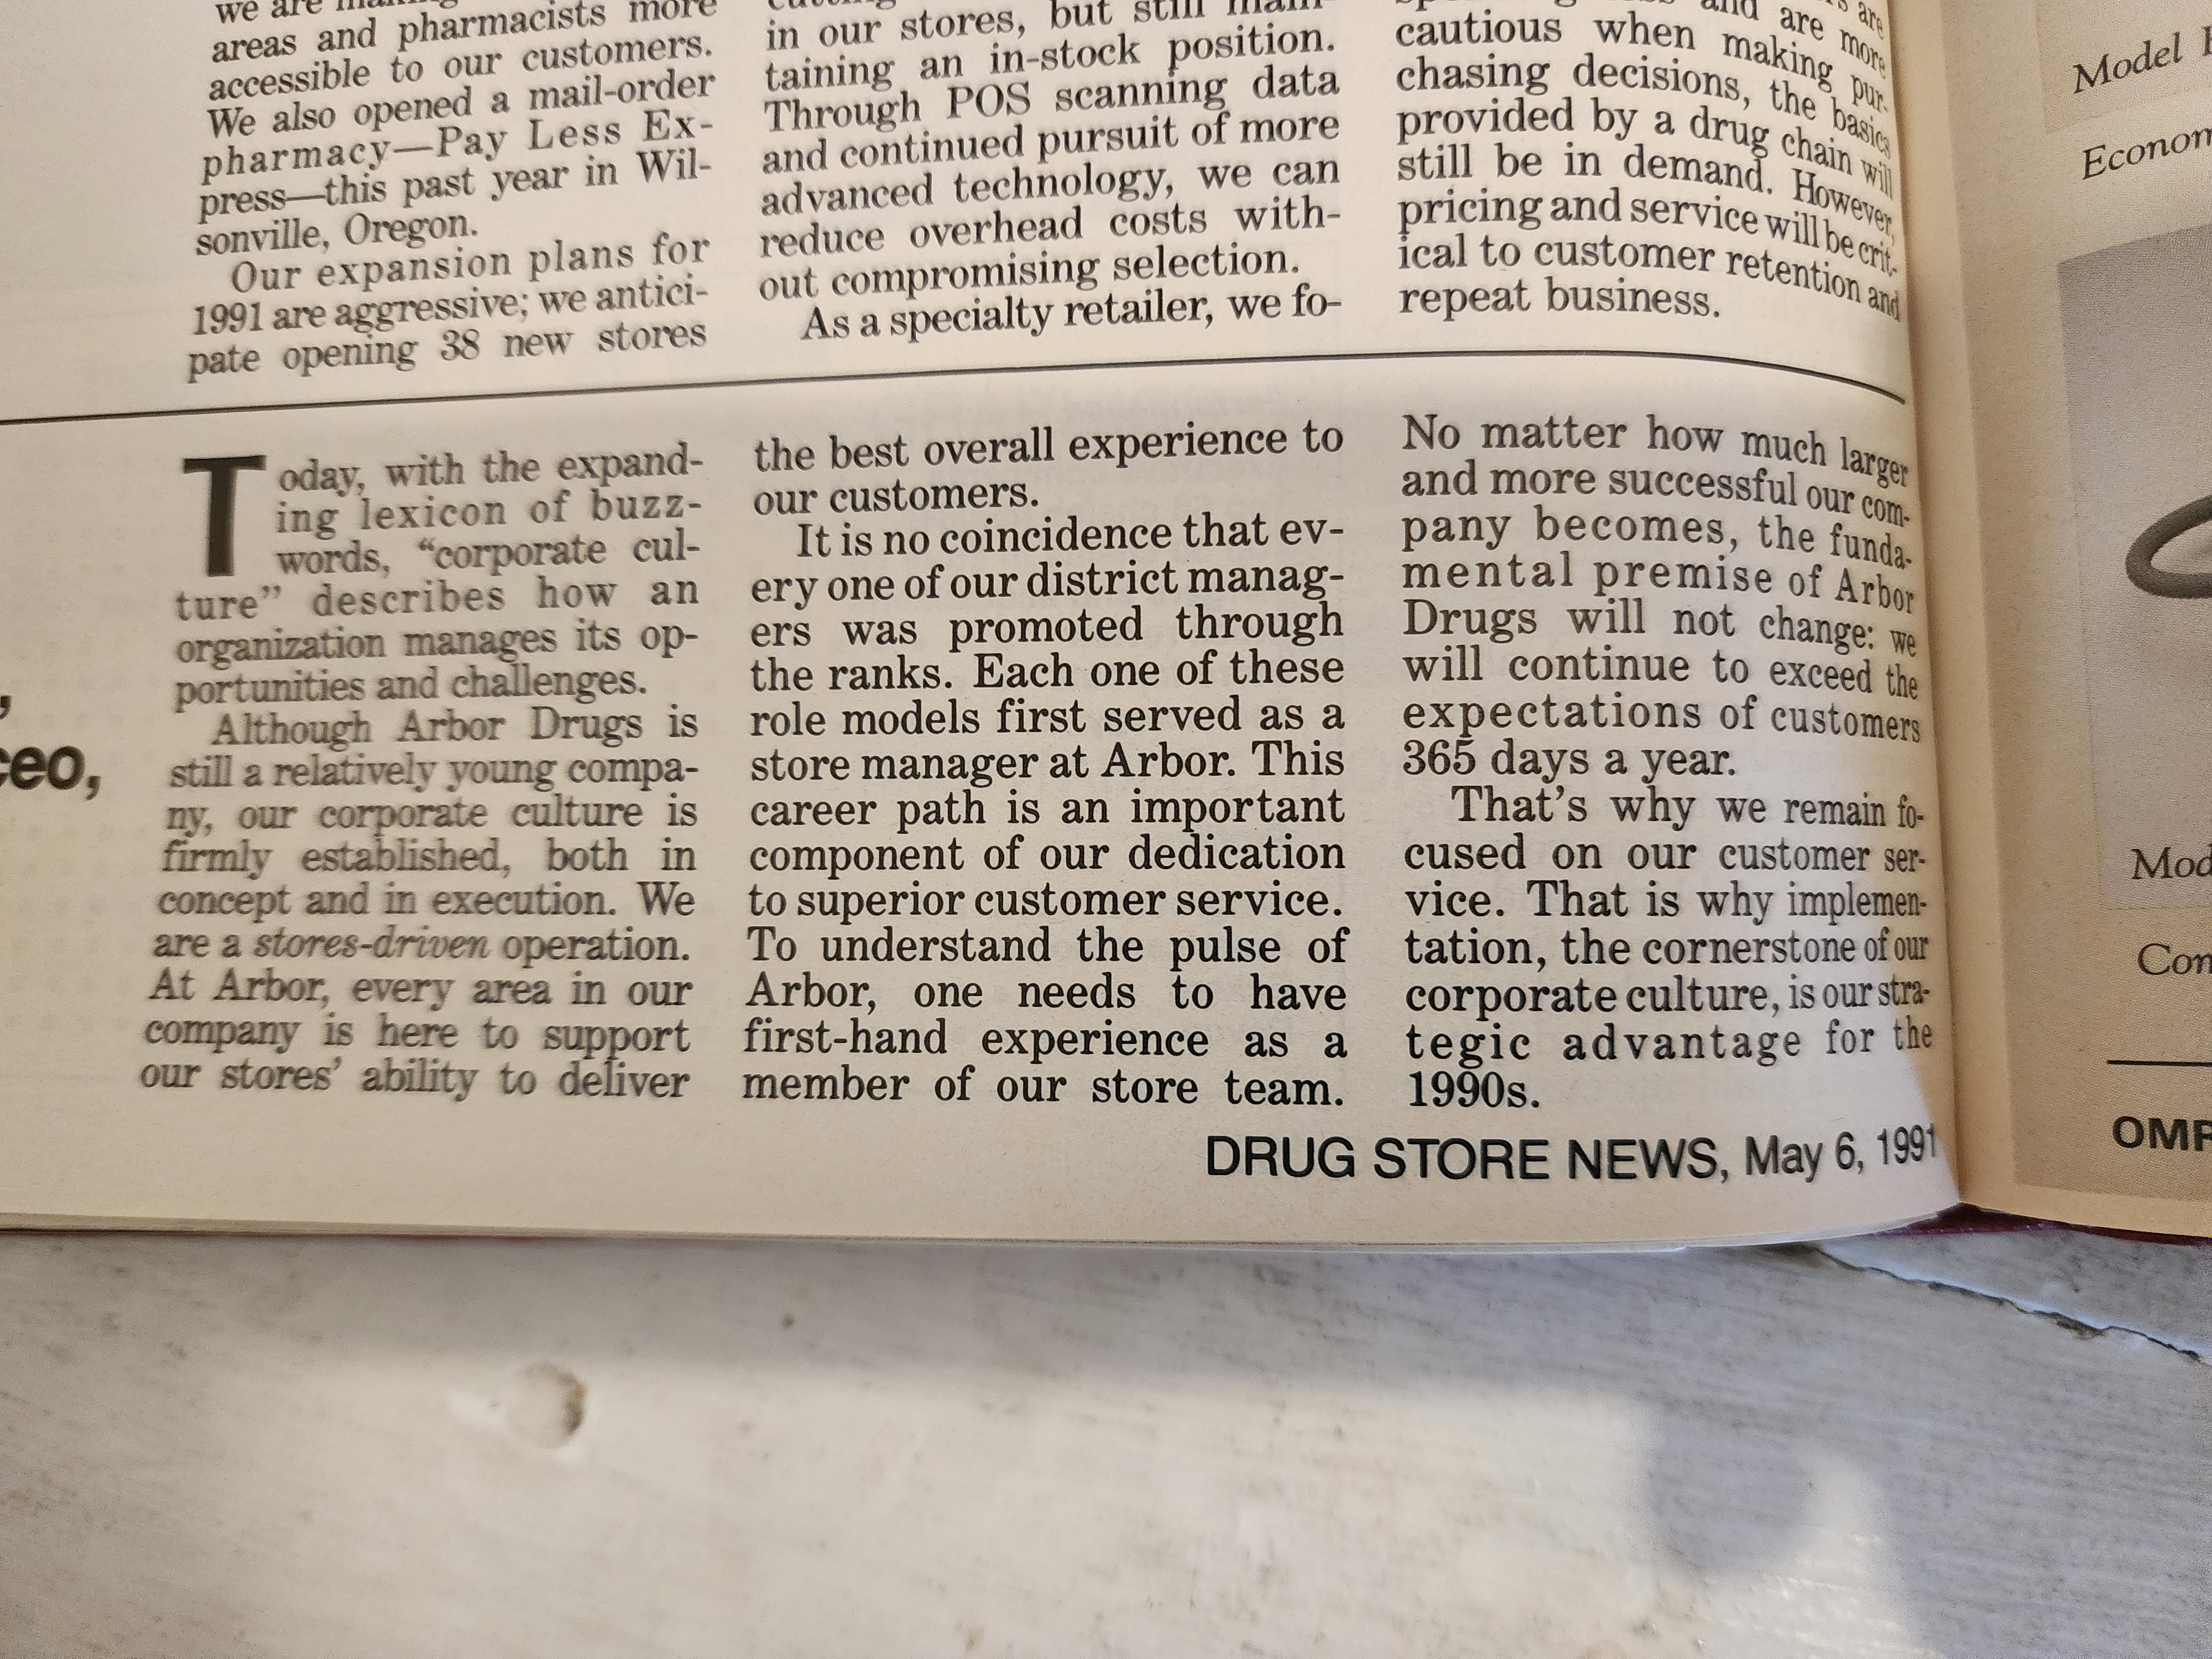 we are
areas and pharmacists more
accessible to our customers.
We also opened a mail-order
pharmacy—Pay Less Ex-
press—this past year in Wil-
sonville, Oregon.
Our expansion plans for
1991 are aggressive; we antici-
pate opening 38 new stores
in our stores, but still main-
taining an in-stock position.
Through POS scanning data
and continued pursuit of more
advanced technology, we can
reduce overhead costs with-
out compromising selection.
As a specialty retailer, we fo-
and are more
cautious when making pur-
chasing decisions, the basics
provided by a drug chain will
still be in demand. However,
pricing and service will be crit-
ical to customer retention and
repeat business.
ceo,
Today, with the expand-
ing lexicon of buzz-
words, “corporate cul-
ture” describes how an
organization manages its op-
portunities and challenges.
Although Arbor Drugs is
still a relatively young compa-
ny, our corporate culture is
firmly established, both in
concept and in execution. We
are a stores-driven operation.
At Arbor, every area in our
company is here to support
our stores’ ability to deliver
the best overall experience to
our customers.
It is no coincidence that ev-
ery one of our district manag-
ers was promoted through
the ranks. Each one of these
role models first served as a
store manager at Arbor. This
career path is an important
component of our dedication
to superior customer service.
To understand the pulse of
Arbor, one needs to have
first-hand experience as a
member of our store team.
No matter how much larger
and more successful our com-
pany becomes, the funda-
mental premise of Arbor
Drugs will not change: we
will continue to exceed the
expectations of customers
365 days a year.
That’s why we remain fo-
cused on our customer ser-
vice. That is why implemen-
tation, the cornerstone of our
corporate culture, is our stra-
tegic advantage for the
1990s.
DRUG STORE NEWS, May 6, 1991
Model